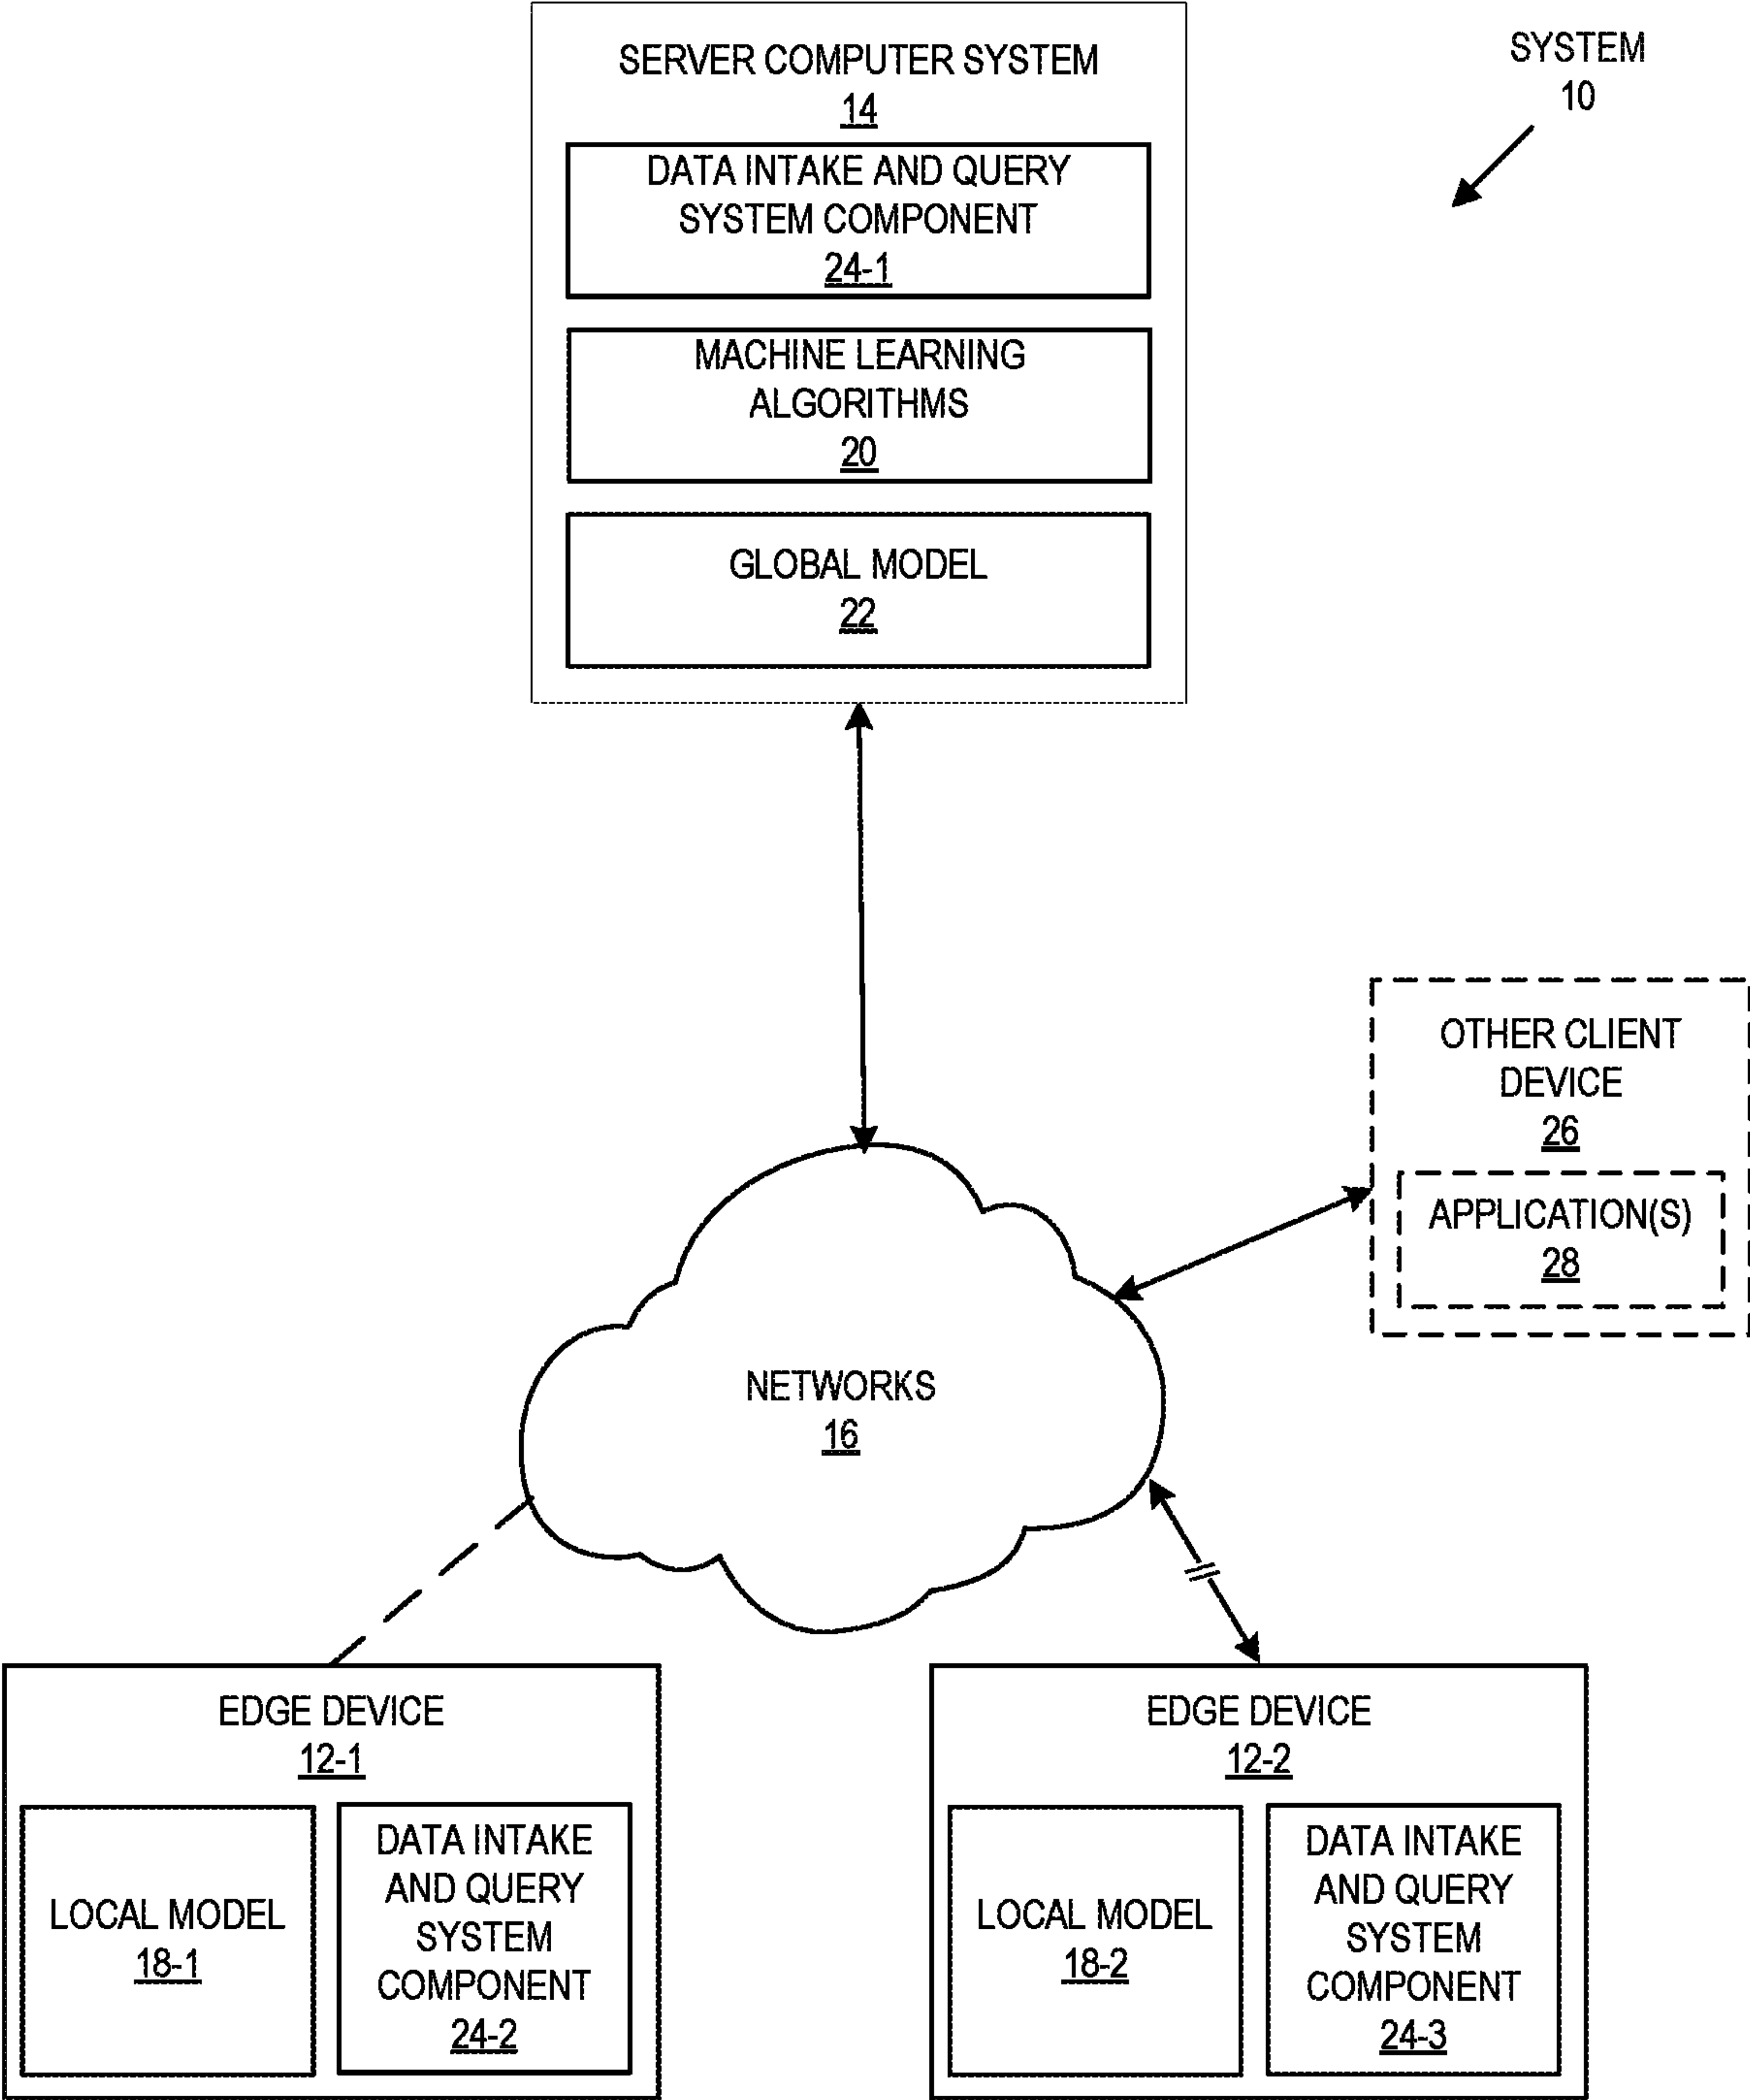 SERVER COMPUTER SYSTEM
14
SYSTEM
10
DATA INTAKE AND QUERY
SYSTEM COMPONENT
24-1
MACHINE LEARNING
ALGORITHMS
20
GLOBAL MODEL
22
OTHER CLIENT
DEVICE
26
APPLICATION(S)
28
NETWORKS
16
EDGE DEVICE
12-1
LOCAL MODEL
18-1
DATA INTAKE
AND QUERY
SYSTEM
COMPONENT
24-2
EDGE DEVICE
12-2
LOCAL MODEL
18-2
DATA INTAKE
AND QUERY
SYSTEM
COMPONENT
24-3